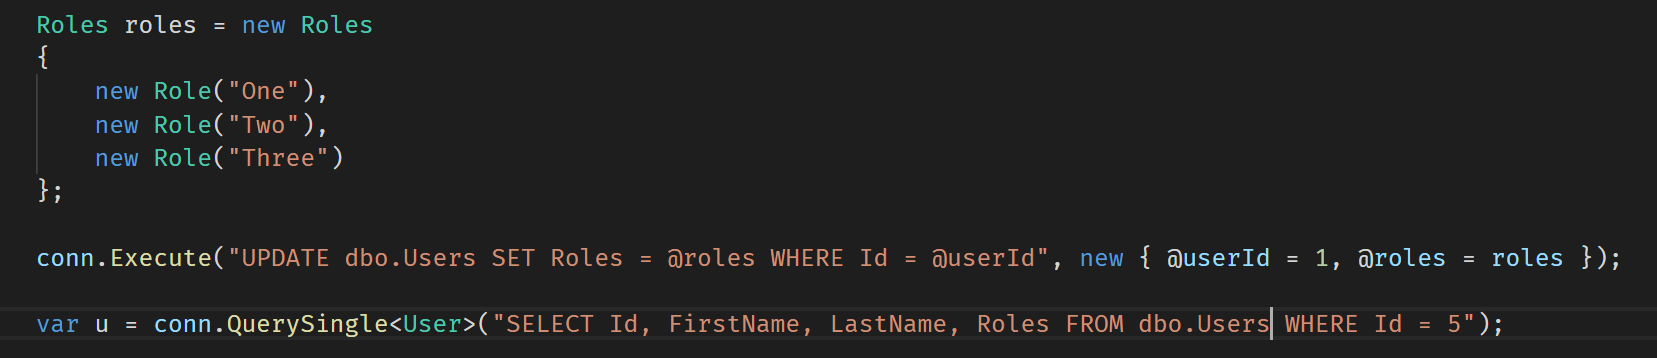 Roles roles = new Roles
{
    new Role("One"),
    new Role("Two"),
    new Role("Three")
};
conn.Execute("UPDATE dbo.Users SET Roles = @roles WHERE Id = @userId", new { @userId = 1, @roles = roles });
var u = conn.QuerySingle<User>("SELECT Id, FirstName, LastName, Roles FROM dbo.Users WHERE Id = 5");